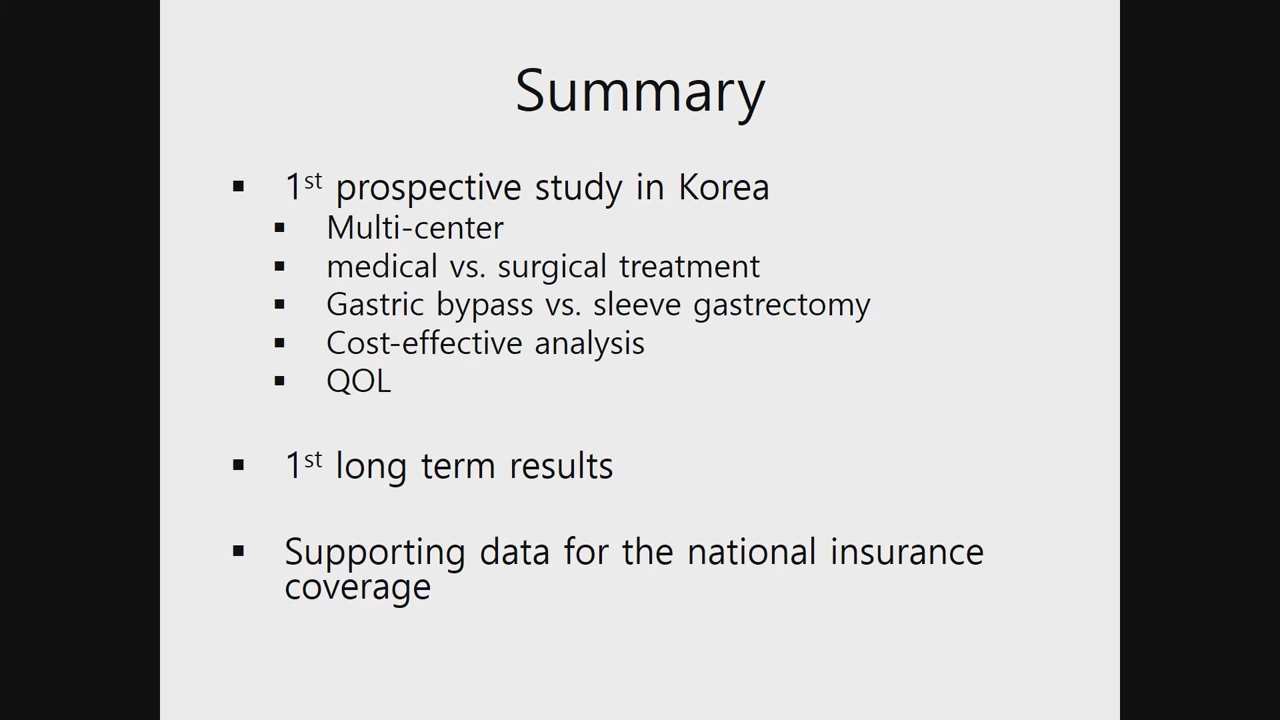 Summary
▪ 1st prospective study in Korea
▪ Multi-center
▪ medical vs. surgical treatment
▪ Gastric bypass vs. sleeve gastrectomy
▪ Cost-effective analysis
▪ QOL
▪ 1st long term results
▪ Supporting data for the national insurance
coverage